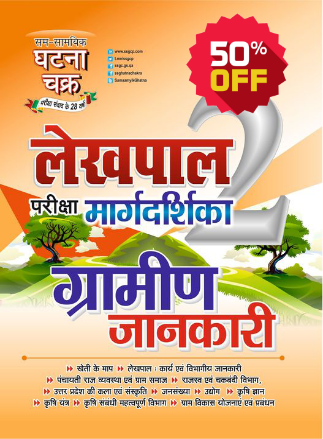 सम-सामयिक
घटना
चक्र
परीक्षा संवाद के 28 वर्ष
www.ssgcp.com
50%
OFF
2
लेखपाल
परीक्षा मार्गदर्शिका
ग्रामीण
जानकारी
खेती के माप लेखपाल : कार्य एवं विभागीय जानकारी
पंचायती राज व्यवस्था एवं ग्राम समाज राजस्व एवं चकबंदी विभाग,
उत्तर प्रदेश की कला एवं संस्कृति जनसंख्या उद्योग कृषि ज्ञान
कृषि यंत्र कृषि संबंधी महत्वपूर्ण विभाग ग्राम विकास योजनाएं एवं प्रबंधन